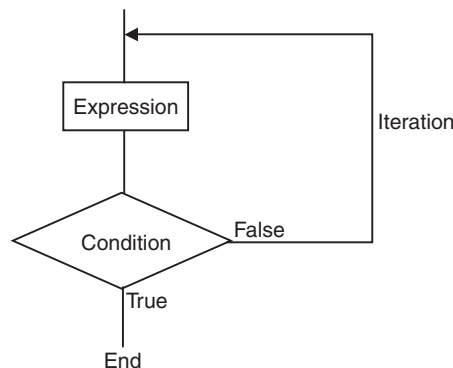 Expression
Iteration
Condition
False
True
End